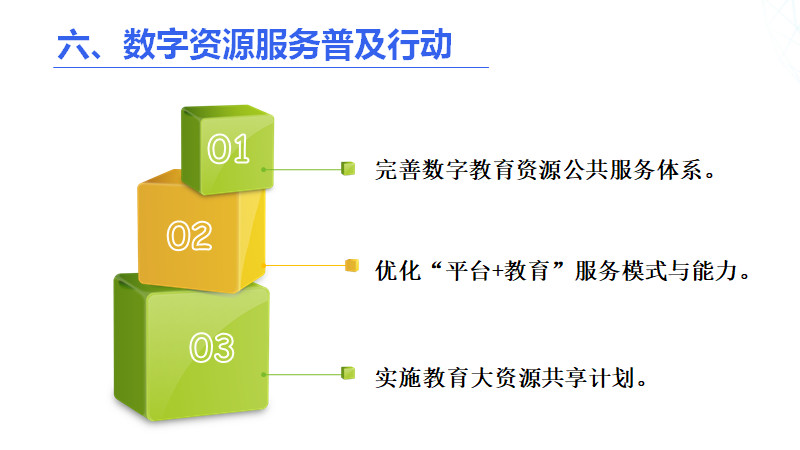 六、数字资源服务普及行动
01
完善数字教育资源公共服务体系。
02
优化“平台+教育”服务模式与能力。
03
实施教育大资源共享计划。